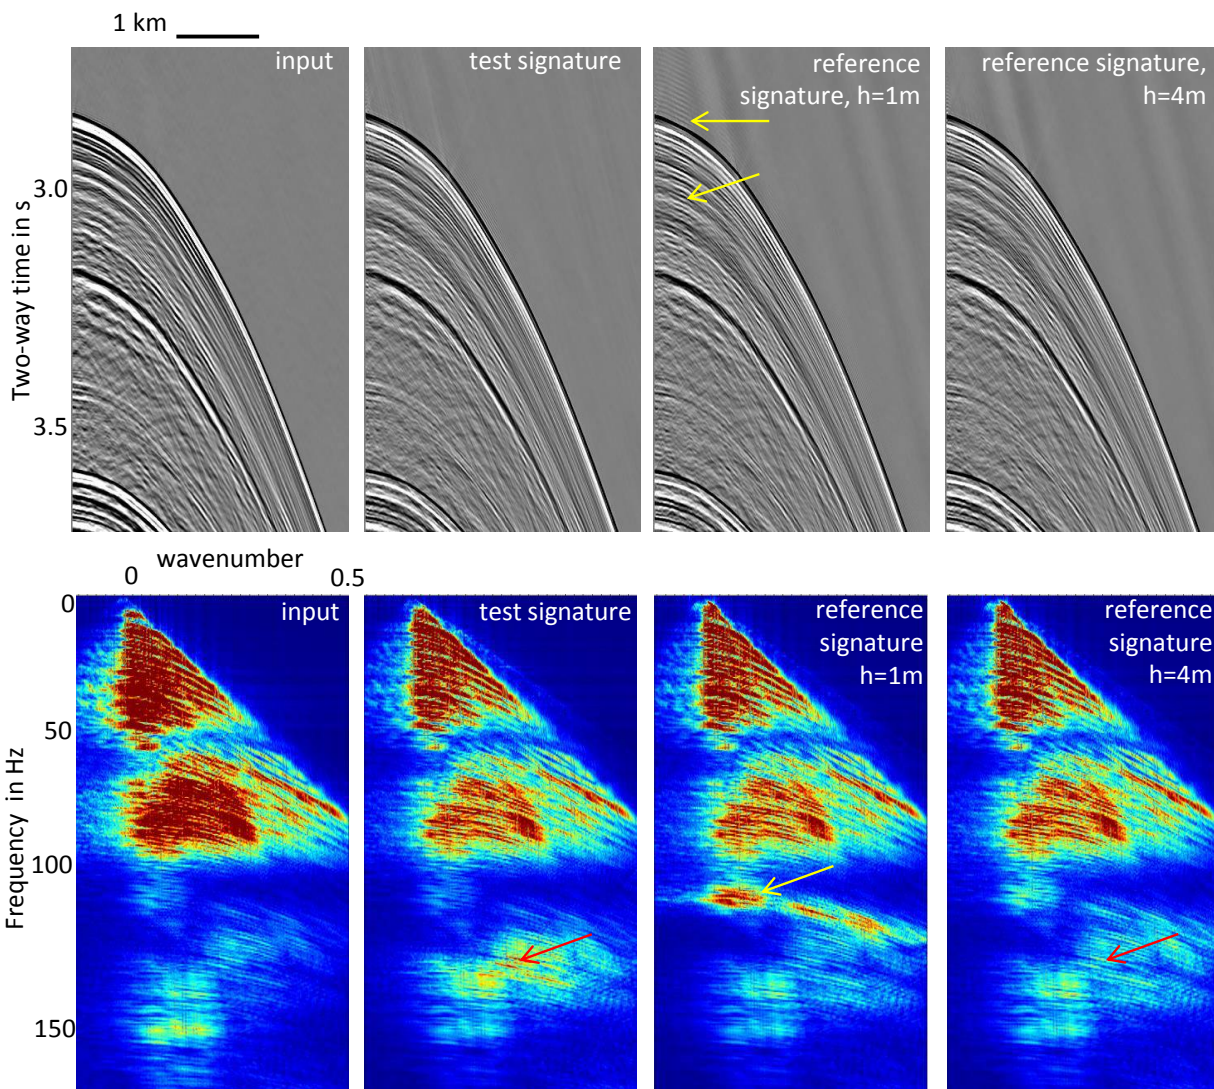 1 km
input
test signature
reference
signature, h=1m
reference signature,
h=4m
Two-way time in s
3.0
3.5
wavenumber
0
0.5
input
test signature
reference
signature
h=1m
reference
signature
h=4m
Frequency in Hz
0
50
100
150